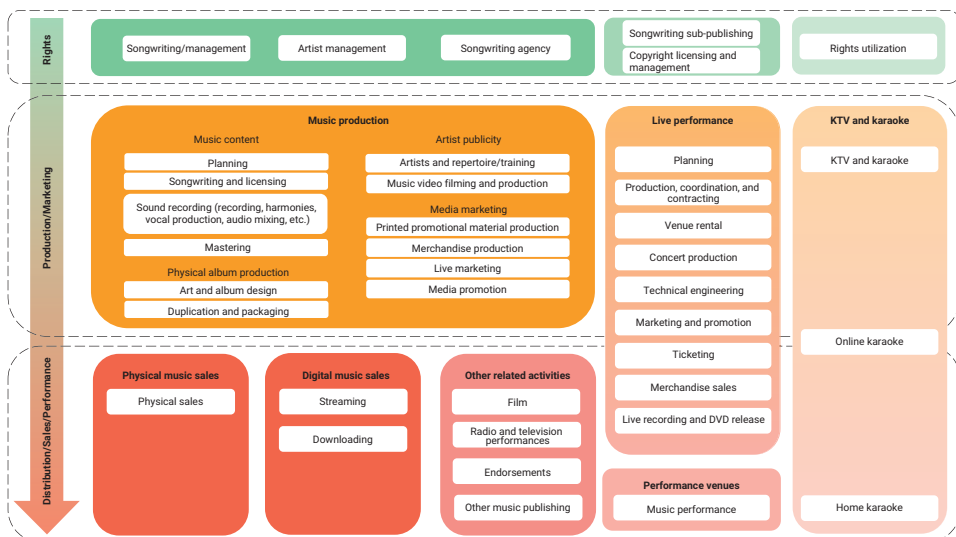 Rights
Songwriting/management
Artist management
Songwriting agency
Songwriting sub-publishing
Copyright licensing and
management
Rights utilization
Production/Marketing
Music production
Music content
Planning
Songwriting and licensing
Sound recording (recording, harmonies,
vocal production, audio mixing, etc.)
Mastering
Physical album production
Art and album design
Duplication and packaging
Artist publicity
Artists and repertoire/training
Music video filming and production
Media marketing
Printed promotional material production
Merchandise production
Live marketing
Media promotion
Live performance
Planning
Production, coordination, and
contracting
Venue rental
Concert production
Technical engineering
Marketing and promotion
Ticketing
Merchandise sales
Live recording and DVD release
KTV and karaoke
KTV and karaoke
Online karaoke
Home karaoke
Distribution/Sales/Performance
Physical music sales
Physical sales
Digital music sales
Streaming
Downloading
Other related activities
Film
Radio and television
performances
Endorsements
Other music publishing
Performance venues
Music performance